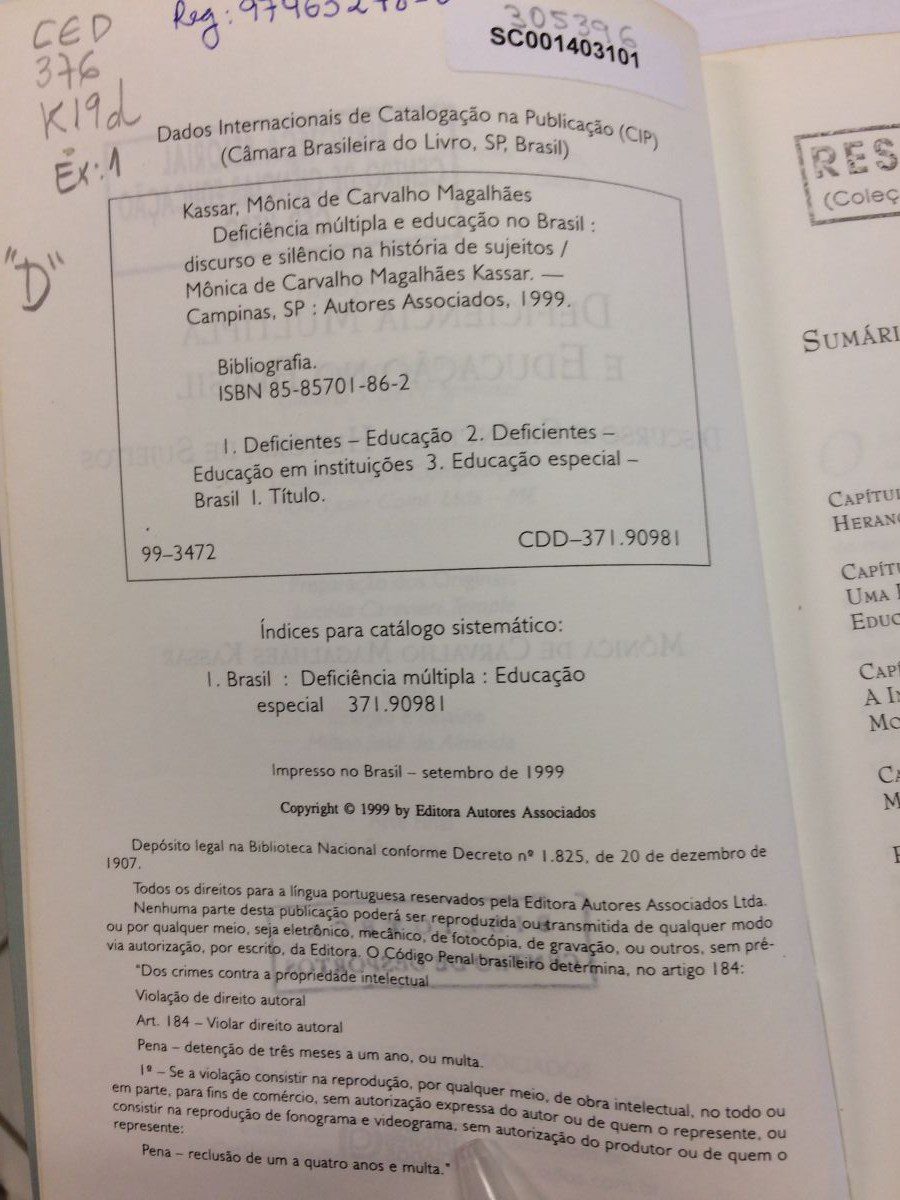 CED
376
K19d
Ex:1
"D"
305396
SC001403101
Dados Internacionais de Catalogação na Publicação (CIP)
(Câmara Brasileira do Livro, SP, Brasil)
Kassar, Mônica de Carvalho Magalhães
Deficiência múltipla e educação no Brasil :
discurso e silêncio na história de sujeitos /
Mônica de Carvalho Magalhães Kassar. —
Campinas, SP : Autores Associados, 1999.
Bibliografia.
ISBN 85-85701-86-2
1. Deficientes – Educação 2. Deficientes –
Educação em instituições 3. Educação especial –
Brasil I. Título.
99–3472
CDD–371.90981
Índices para catálogo sistemático:
1. Brasil : Deficiência múltipla : Educação
especial 371.90981
Impresso no Brasil – setembro de 1999
Copyright © 1999 by Editora Autores Associados
Depósito legal na Biblioteca Nacional conforme Decreto nº 1.825, de 20 de dezembro de
1907.
Todos os direitos para a língua portuguesa reservados pela Editora Autores Associados Ltda.
Nenhuma parte desta publicação poderá ser reproduzida ou transmitida de qualquer modo
ou por qualquer meio, seja eletrônico, mecânico, de fotocópia, de gravação, ou outros, sem pré-
via autorização, por escrito, da Editora. O Código Penal brasileiro determina, no artigo 184:
"Dos crimes contra a propriedade intelectual
Violação de direito autoral
Art. 184 – Violar direito autoral
Pena – detenção de três meses a um ano, ou multa.
1º – Se a violação consistir na reprodução, por qualquer meio, de obra intelectual, no todo ou
em parte, para fins de comércio, sem autorização expressa do autor ou de quem o represente, ou
consistir na reprodução de fonograma e videograma, sem autorização do produtor ou de quem o
represente:
Pena – reclusão de um a quatro anos e multa."
RES
(Coleç
SUMÁRI
CAPÍTU
HERANÇ
CAPÍTU
UMA
EDUC
CAPÍ
A I
MO
CA
M